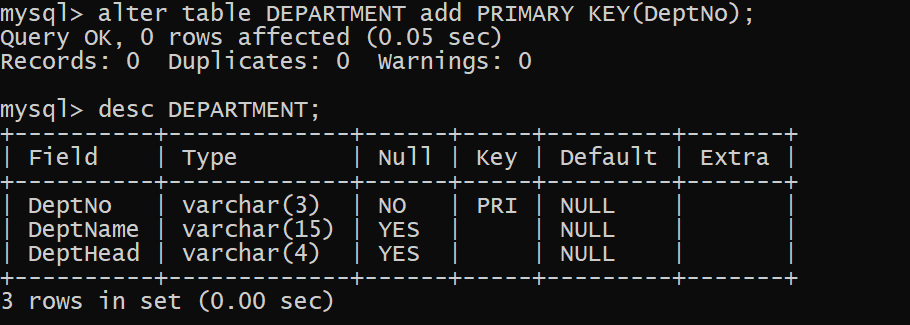 mysql> alter table DEPARTMENT add PRIMARY KEY(DeptNo);
Query OK, 0 rows affected (0.05 sec)
Records: 0  Duplicates: 0  Warnings: 0

mysql> desc DEPARTMENT;
+----------+-------------+------+-----+---------+-------+
| Field    | Type        | Null | Key | Default | Extra |
+----------+-------------+------+-----+---------+-------+
| DeptNo   | varchar(3)  | NO   | PRI | NULL    |       |
| DeptName | varchar(15) | YES  |     | NULL    |       |
| DeptHead | varchar(4)  | YES  |     | NULL    |       |
+----------+-------------+------+-----+---------+-------+
3 rows in set (0.00 sec)